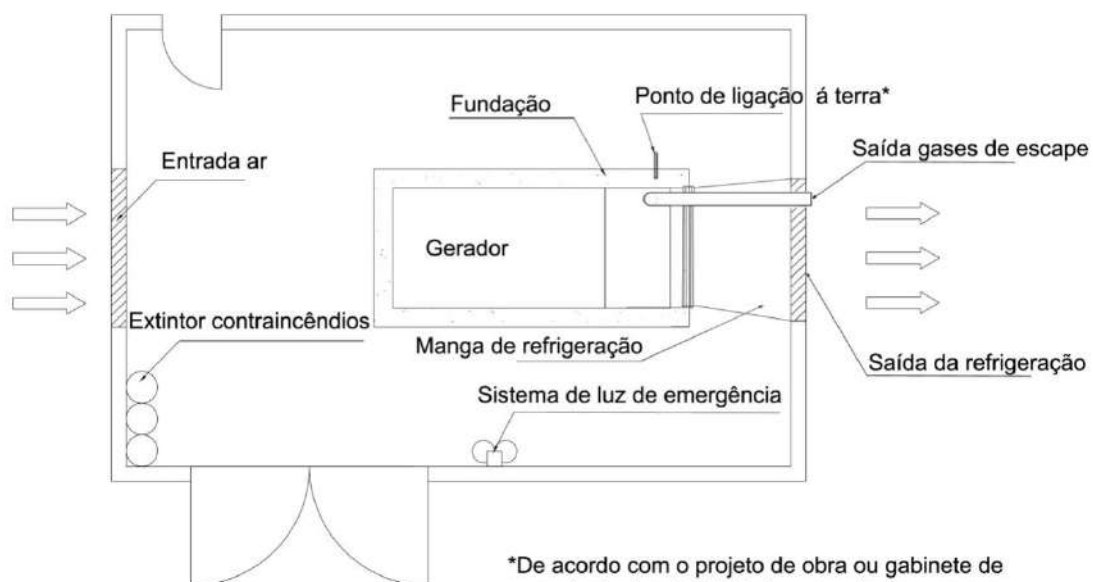 Fundação
Ponto de ligação á terra*
Saída gases de escape
Entrada ar
Gerador
Extintor contraincêndios
Manga de refrigeração
Saída da refrigeração
Sistema de luz de emergência
*De acordo com o projeto de obra ou gabinete de